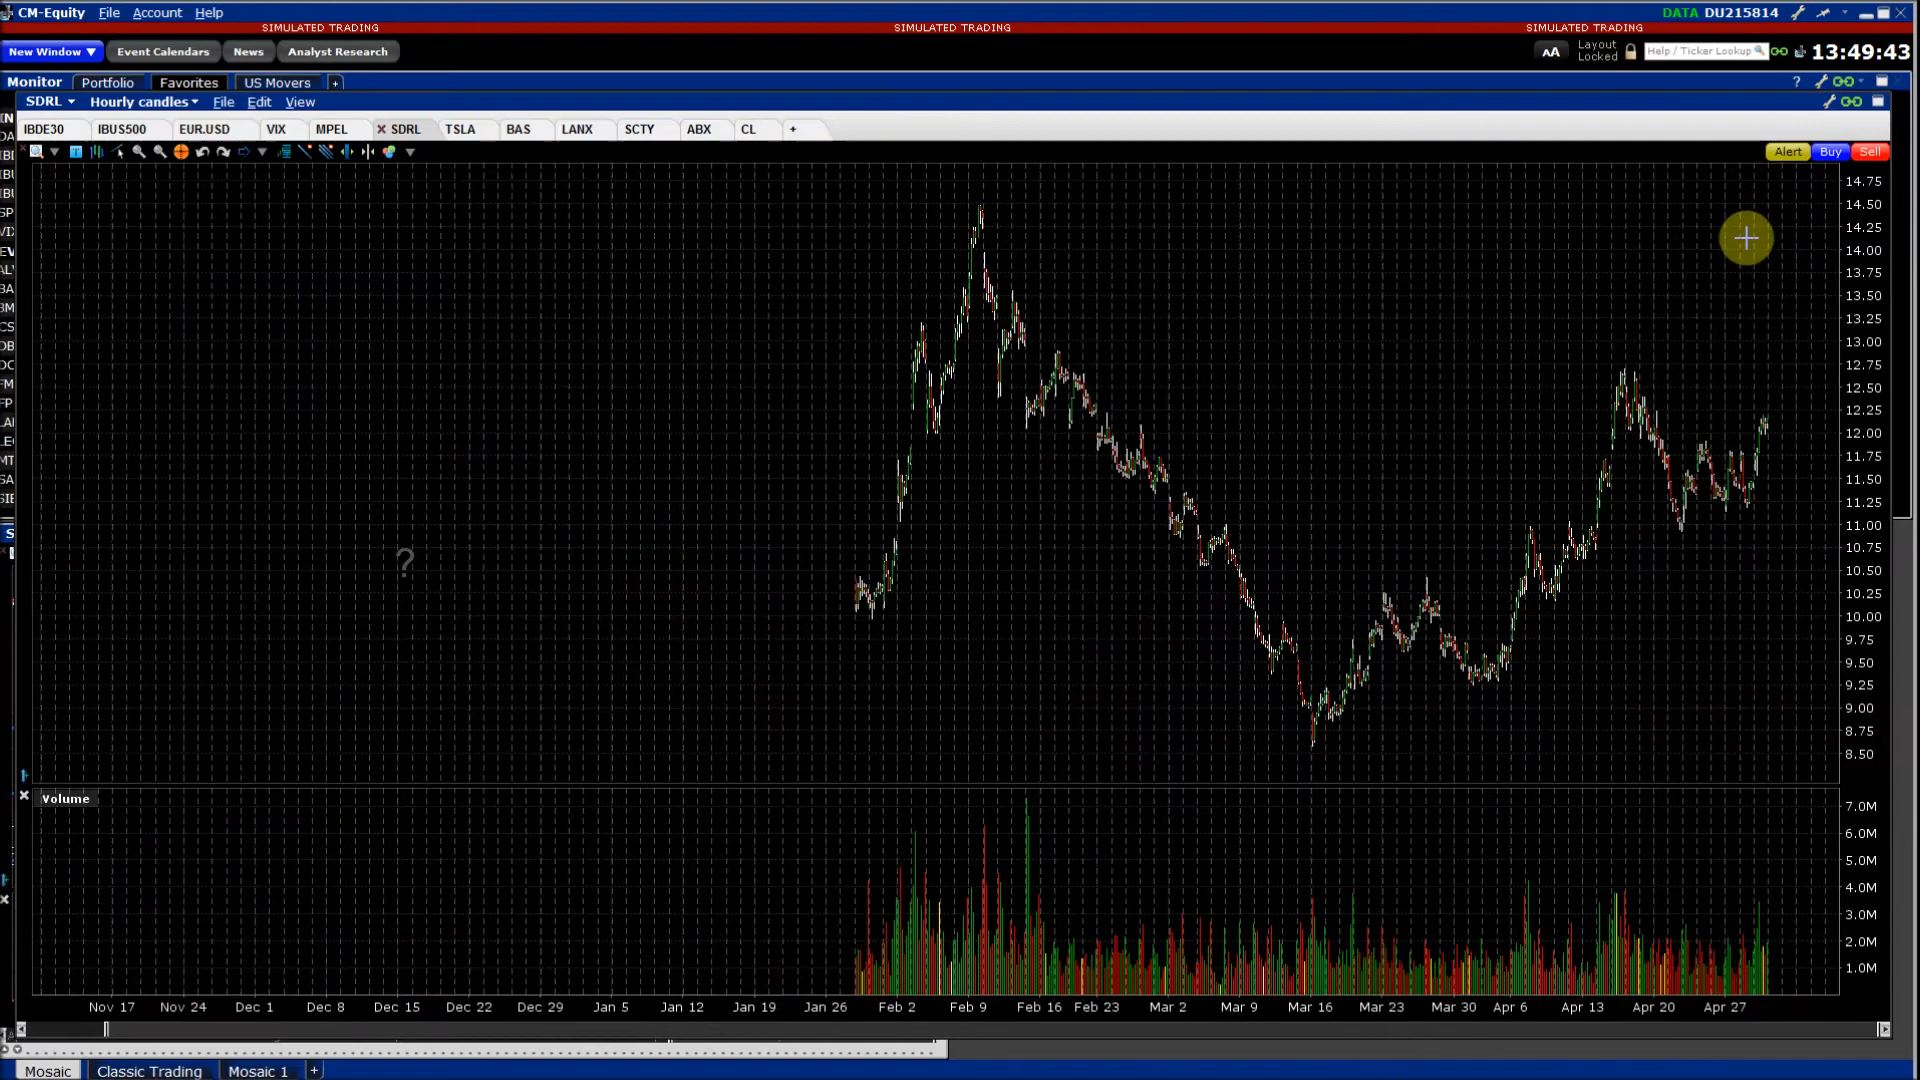 CM-Equity File Account Help DATA DU215814
SIMULATED TRADING SIMULATED TRADING SIMULATED TRADING
New Window Event Calendars News Analyst Research AA Layout Locked Help / Ticker Lookup 13:49:43
Monitor Portfolio Favorites US Movers + ?
SDRL Hourly candles File Edit View
IBDE30 IBUS500 EUR.USD VIX MPEL SDRL TSLA BAS LANX SCTY ABX CL +
Alert Buy Sell
14.75
14.50
14.25
14.00
13.75
13.50
13.25
13.00
12.75
12.50
12.25
12.00
11.75
11.50
11.25
11.00
10.75
10.50
10.25
10.00
9.75
9.50
9.25
9.00
8.75
8.50
?
Volume
7.0M
6.0M
5.0M
4.0M
3.0M
2.0M
1.0M
Nov 17 Nov 24 Dec 1 Dec 8 Dec 15 Dec 22 Dec 29 Jan 5 Jan 12 Jan 19 Jan 26 Feb 2 Feb 9 Feb 16 Feb 23 Mar 2 Mar 9 Mar 16 Mar 23 Mar 30 Apr 6 Apr 13 Apr 20 Apr 27
Mosaic Classic Trading Mosaic 1 +